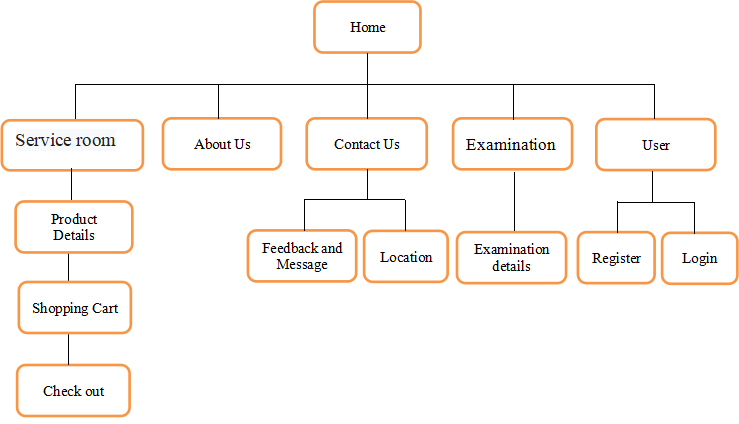 Home
Service room
About Us
Contact Us
Examination
User
Product
Details
Feedback and
Message
Location
Examination
details
Register
Login
Shopping Cart
Check out